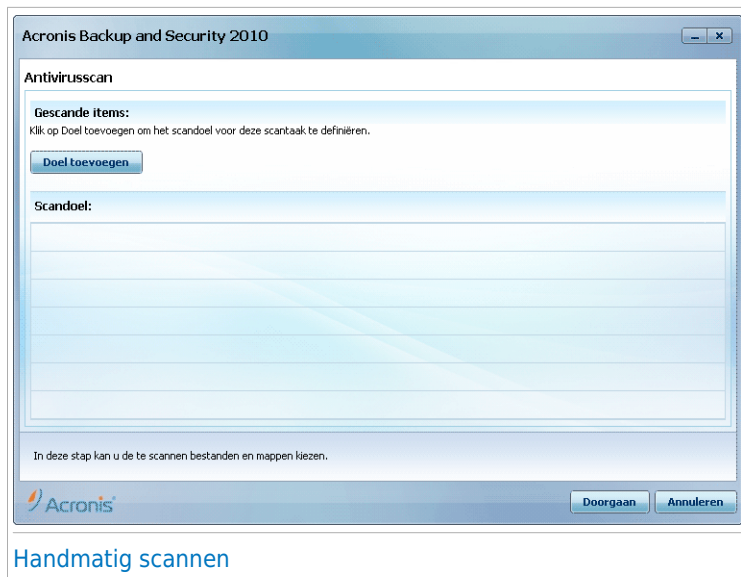 Acronis Backup and Security 2010
Antivirusscan
Gescande items:
Klik op Doel toevoegen om het scandoel voor deze scantaak te definiëren.
Doel toevoegen
Scandoel:
In deze stap kan u de te scannen bestanden en mappen kiezen.
Acronis
Doorgaan
Annuleren
Handmatig scannen